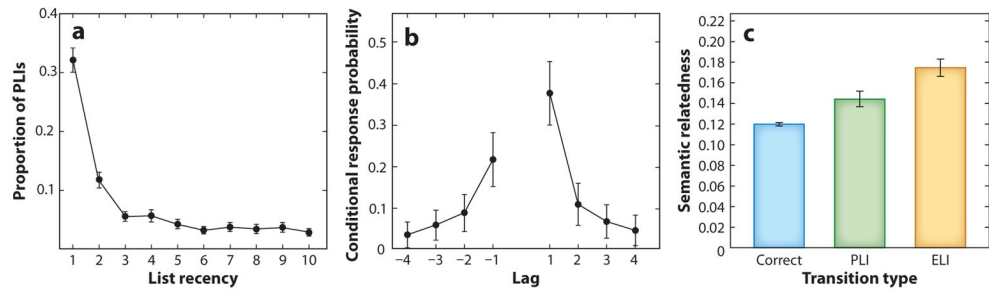 a
Proportion of PLIs
0.4
0.3
0.2
0.1
1 2 3 4 5 6 7 8 9 10
List recency
b
Conditional response probability
0.5
0.4
0.3
0.2
0.1
0
−4 −3 −2 −1 1 2 3 4
Lag
c
Semantic relatedness
0.22
0.20
0.18
0.16
0.14
0.12
0.10
0.08
0.06
0.04
0.02
0
Correct PLI ELI
Transition type